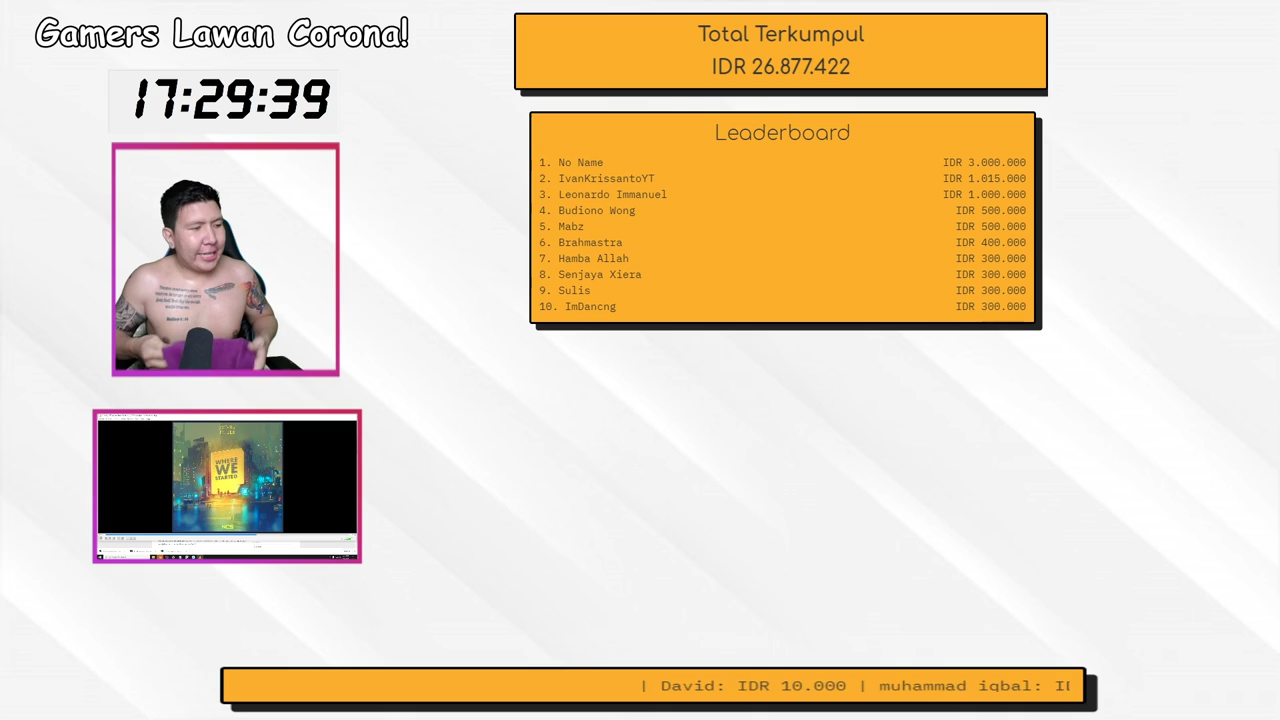 Gamers Lawan Corona!
17:29:39
Total Terkumpul
IDR 26.877.422
Leaderboard
1. No Name IDR 3.000.000
2. IvanKrissantoYT IDR 1.015.000
3. Leonardo Immanuel IDR 1.000.000
4. Budiono Wong IDR 500.000
5. Mabz IDR 500.000
6. Brahmastra IDR 400.000
7. Hamba Allah IDR 300.000
8. Senjaya Xiera IDR 300.000
9. Sulis IDR 300.000
10. ImDancng IDR 300.000
WHERE
WE
STARTED
NCS
| David: IDR 10.000 | muhammad iqbal: